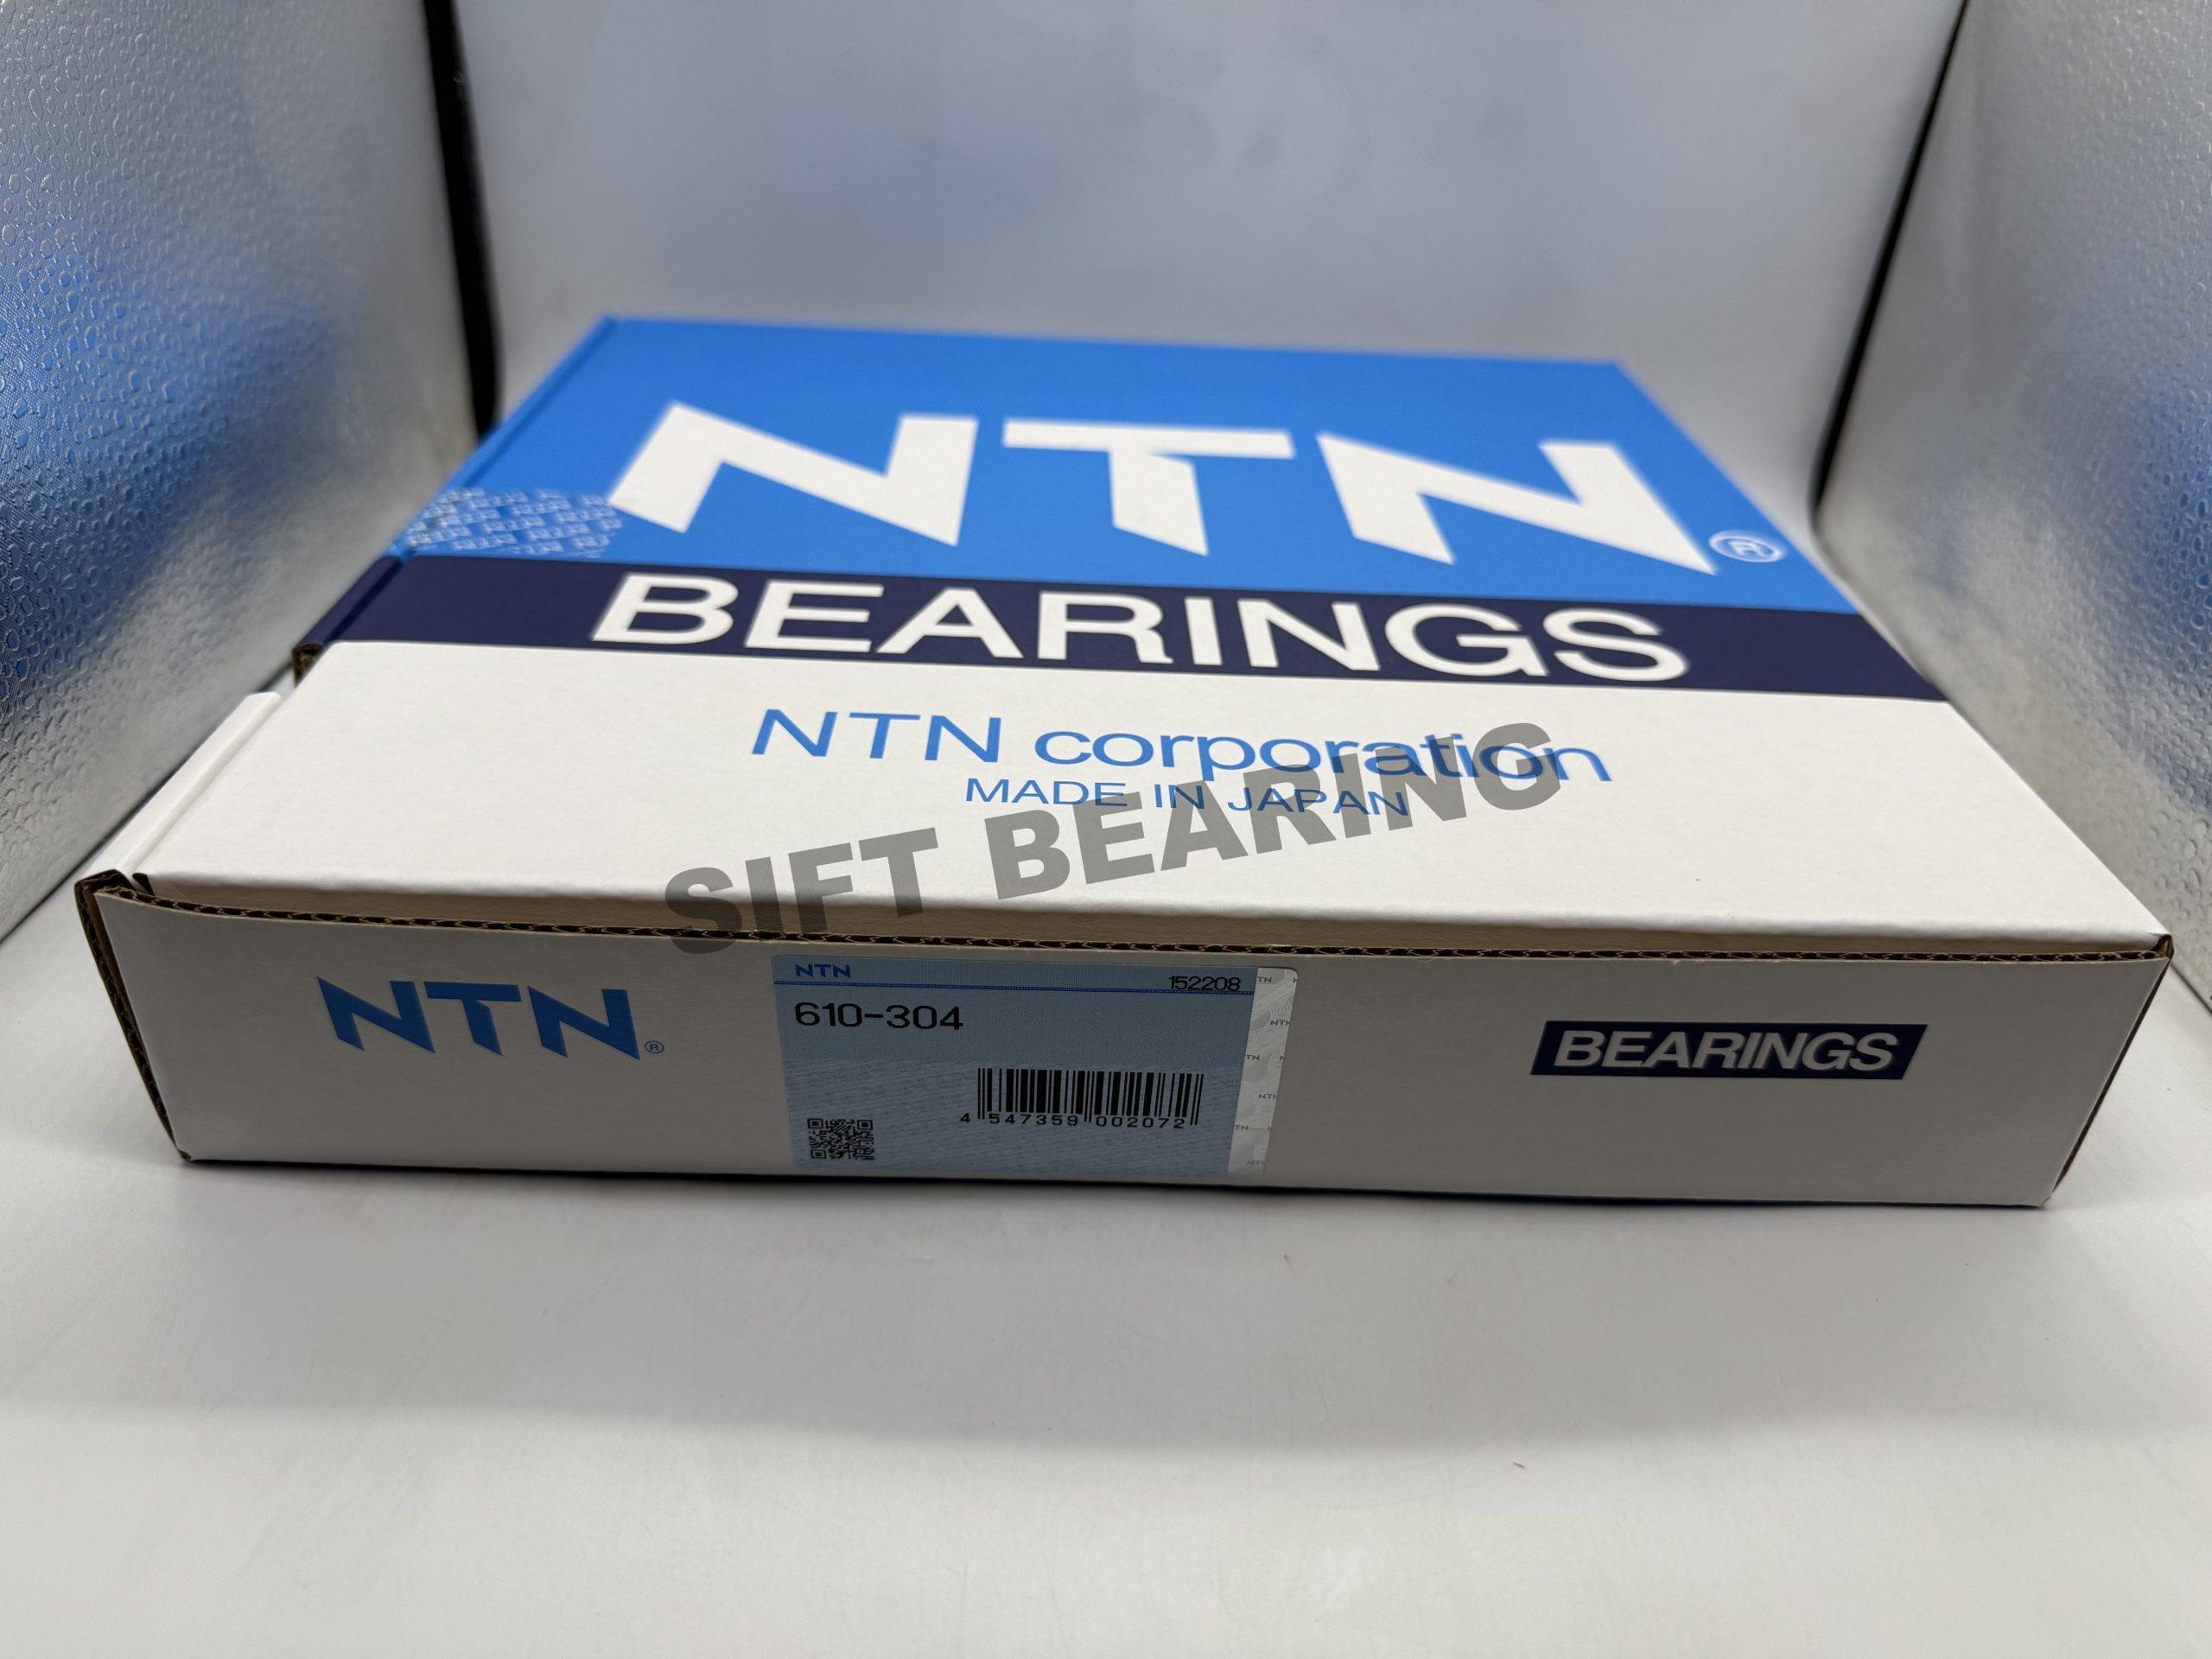 NTN®
BEARINGS
NTN corporation
MADE IN JAPAN
SIFT BEARING
NTN®
NTN
152208
610-304
4 547359 002072
BEARINGS